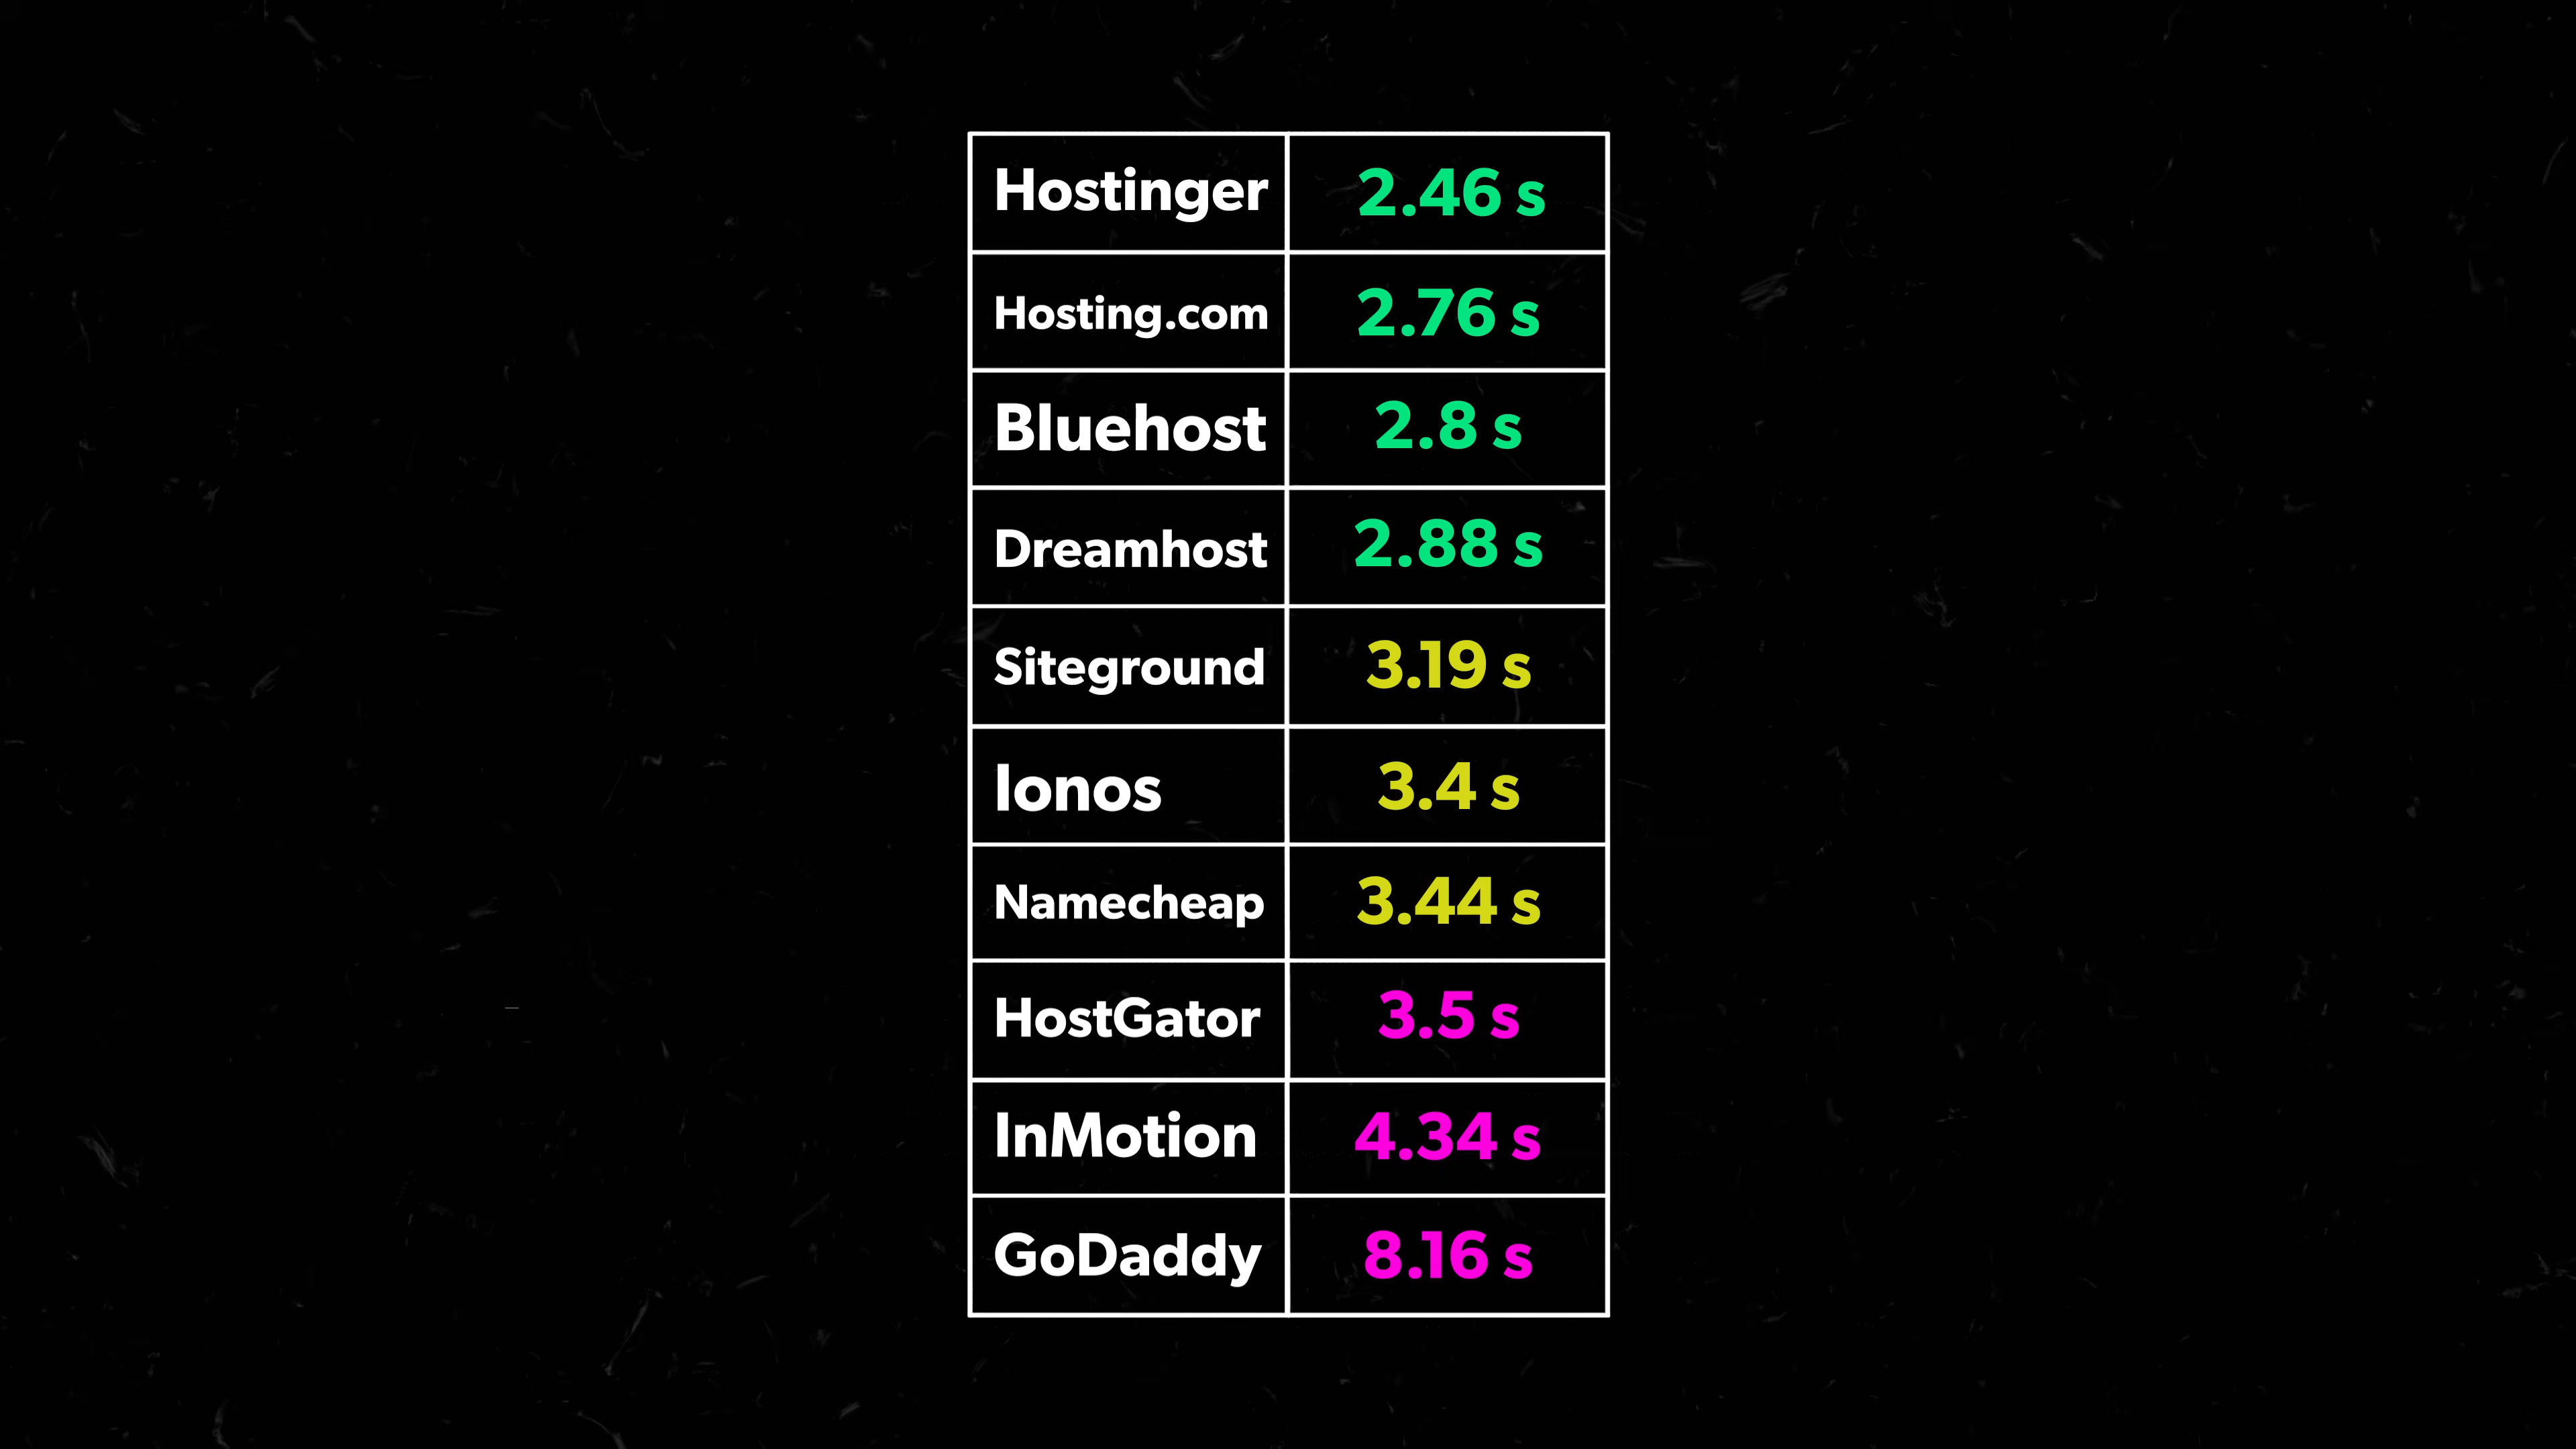 Hostinger 2.46 s
Hosting.com 2.76 s
Bluehost 2.8 s
Dreamhost 2.88 s
Siteground 3.19 s
Ionos 3.4 s
Namecheap 3.44 s
HostGator 3.5 s
InMotion 4.34 s
GoDaddy 8.16 s